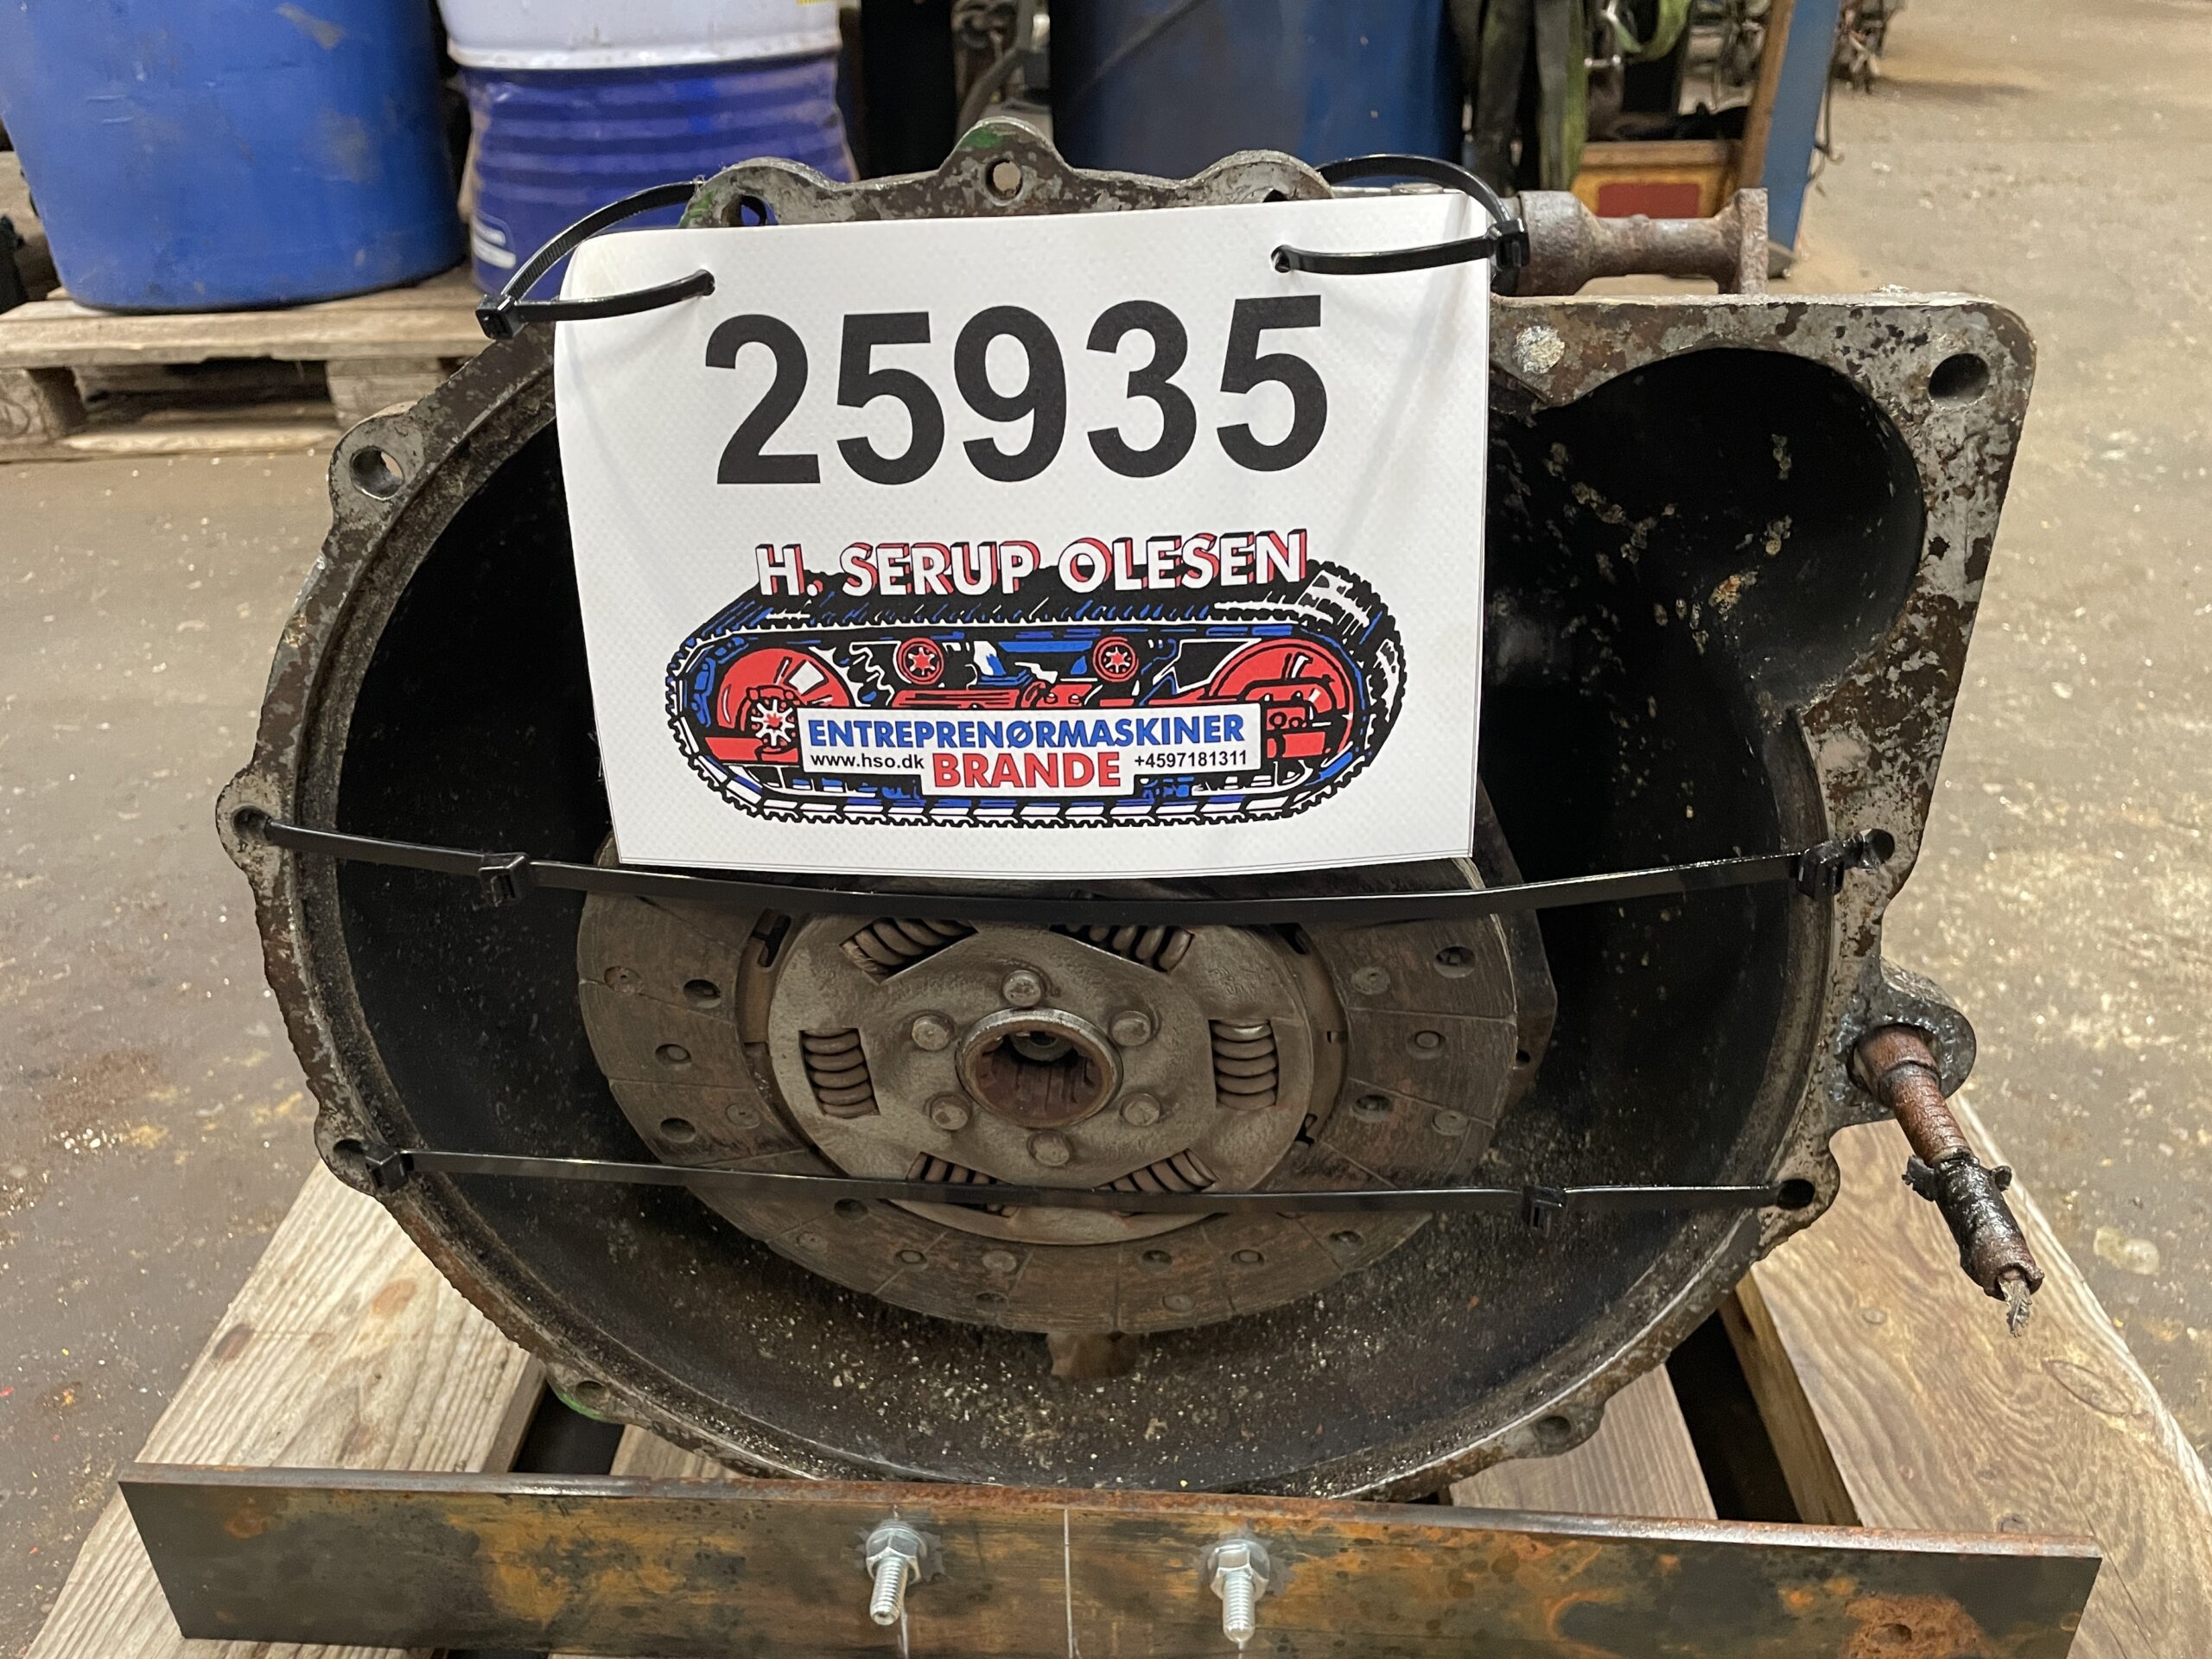 25935
H. SERUP OLESEN
ENTREPRENØRMASKINER
www.hso.dk BRANDE +4597181311